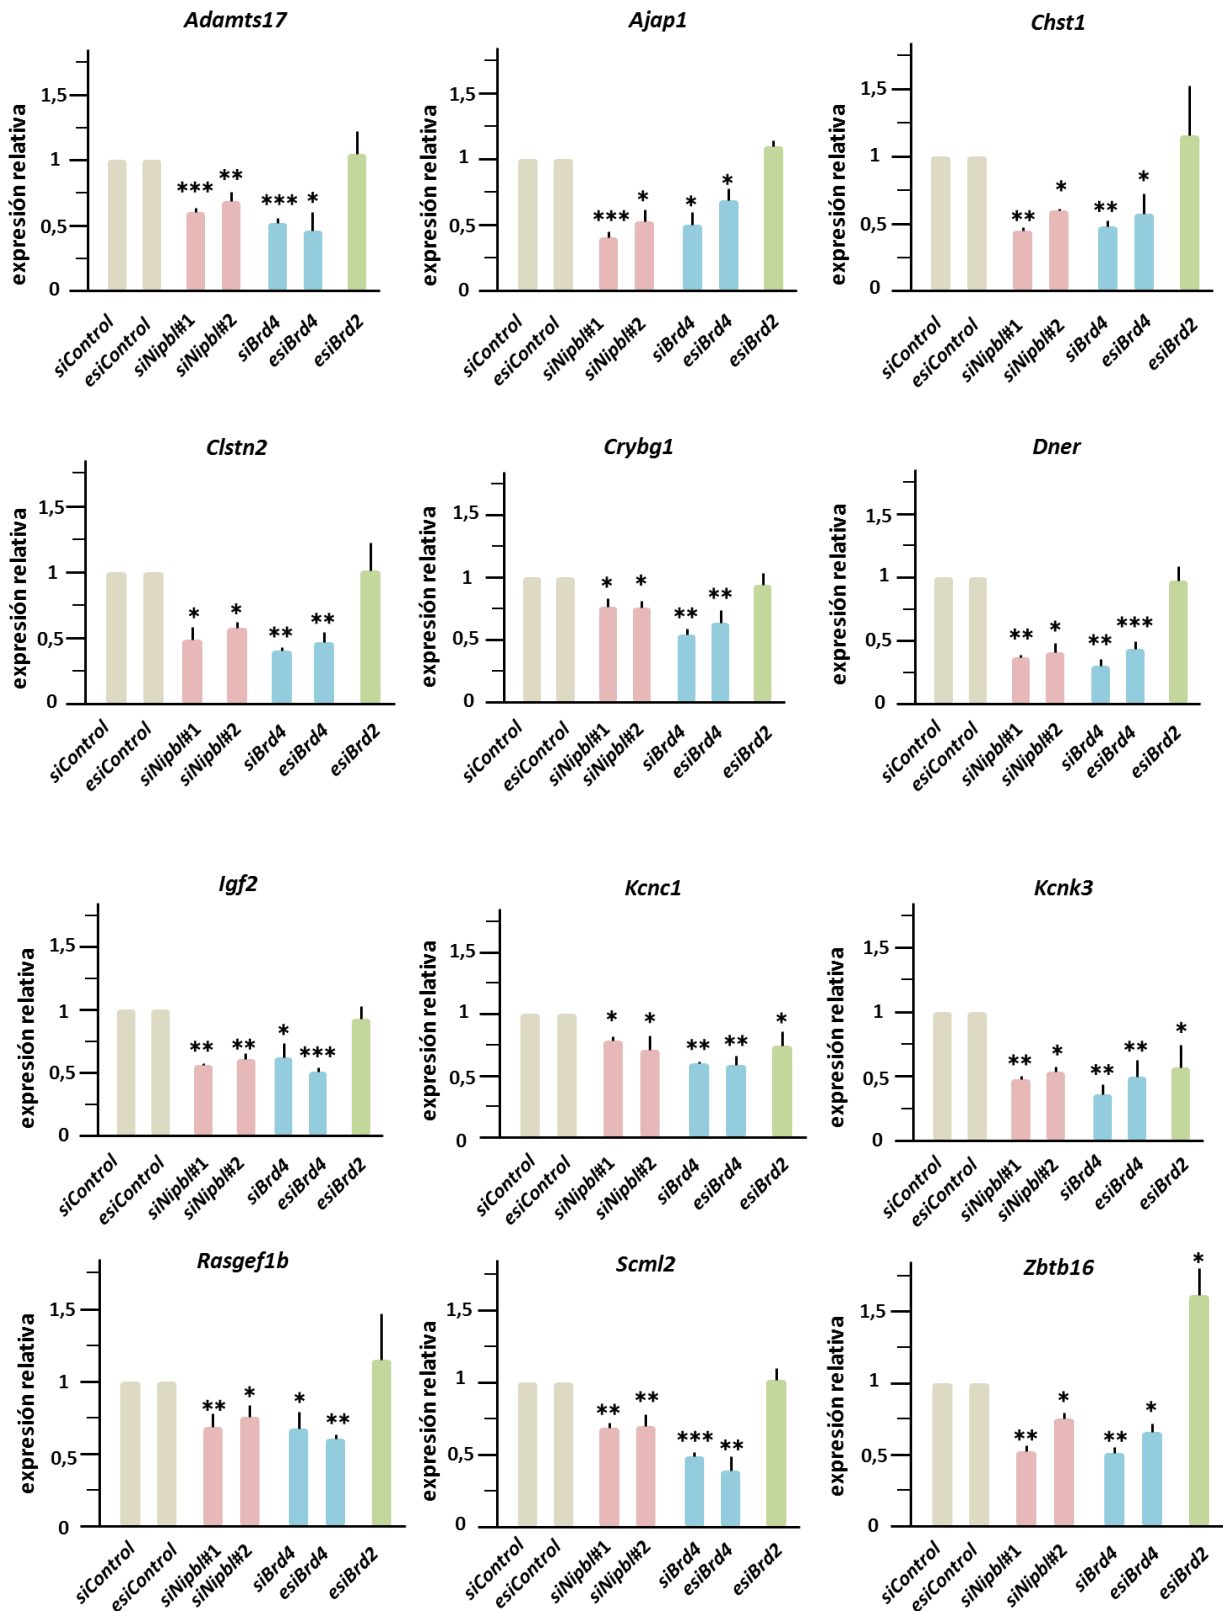 Adamts17
expresión relativa
1,5
1
0,5
0
***
**
***
*
siControl
esiControl
siNipbl#1
siNipbl#2
siBrd4
esiBrd4
esiBrd2
Ajap1
expresión relativa
1,5
1
0,5
0
***
*
*
*
siControl
esiControl
siNipbl#1
siNipbl#2
siBrd4
esiBrd4
esiBrd2
Chst1
expresión relativa
1,5
1
0,5
0
**
*
**
*
siControl
esiControl
siNipbl#1
siNipbl#2
siBrd4
esiBrd4
esiBrd2
Clstn2
expresión relativa
1,5
1
0,5
0
*
*
**
**
siControl
esiControl
siNipbl#1
siNipbl#2
siBrd4
esiBrd4
esiBrd2
Crybg1
expresión relativa
1,5
1
0,5
0
*
*
**
**
siControl
esiControl
siNipbl#1
siNipbl#2
siBrd4
esiBrd4
esiBrd2
Dner
expresión relativa
1,5
1
0,5
0
**
*
**
***
siControl
esiControl
siNipbl#1
siNipbl#2
siBrd4
esiBrd4
esiBrd2
Igf2
expresión relativa
1,5
1
0,5
0
**
**
*
***
siControl
esiControl
siNipbl#1
siNipbl#2
siBrd4
esiBrd4
esiBrd2
Kcnc1
expresión relativa
1,5
1
0,5
0
*
*
**
**
*
siControl
esiControl
siNipbl#1
siNipbl#2
siBrd4
esiBrd4
esiBrd2
Kcnk3
expresión relativa
1,5
1
0,5
0
**
*
**
**
*
siControl
esiControl
siNipbl#1
siNipbl#2
siBrd4
esiBrd4
esiBrd2
Rasgef1b
expresión relativa
1,5
1
0,5
0
**
*
*
**
siControl
esiControl
siNipbl#1
siNipbl#2
siBrd4
esiBrd4
esiBrd2
Scml2
expresión relativa
1,5
1
0,5
0
**
**
***
**
siControl
esiControl
siNipbl#1
siNipbl#2
siBrd4
esiBrd4
esiBrd2
Zbtb16
expresión relativa
1,5
1
0,5
0
**
*
**
*
*
siControl
esiControl
siNipbl#1
siNipbl#2
siBrd4
esiBrd4
esiBrd2